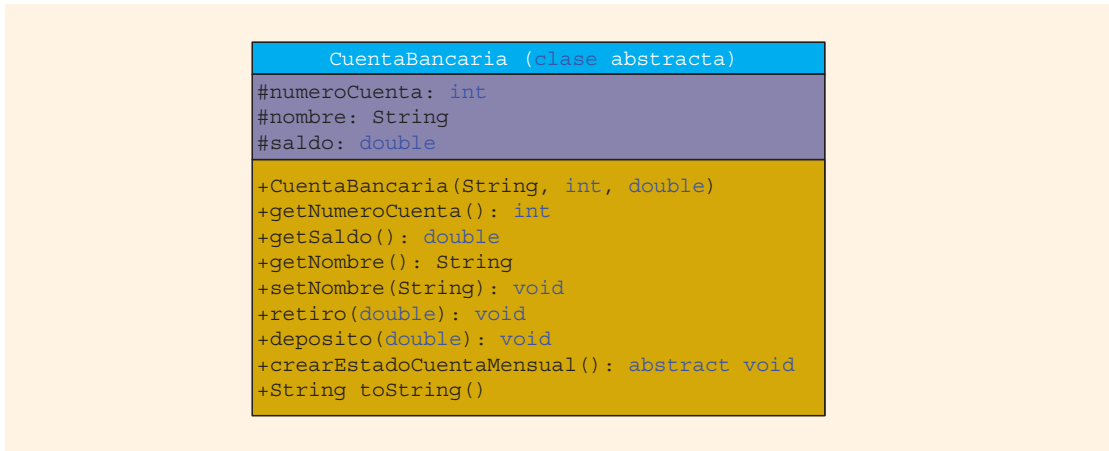 CuentaBancaria (clase abstracta)
#numeroCuenta: int
#nombre: String
#saldo: double
+CuentaBancaria(String, int, double)
+getNumeroCuenta(): int
+getSaldo(): double
+getNombre(): String
+setNombre(String): void
+retiro(double): void
+deposito(double): void
+crearEstadoCuentaMensual(): abstract void
+String toString()